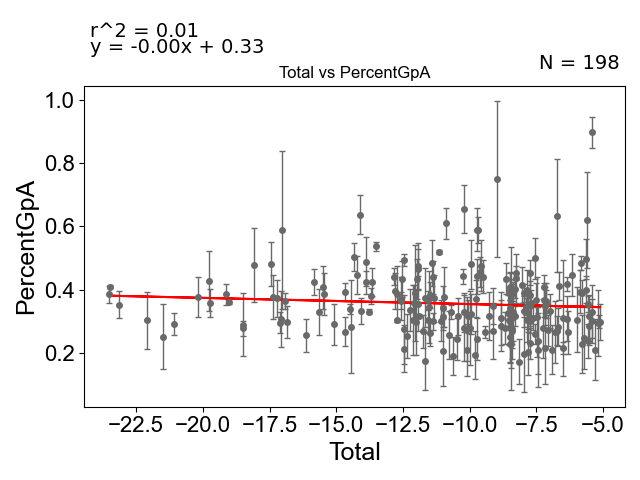 r^2 = 0.01
y = -0.00x + 0.33
N = 198
Total vs PercentGpA
1.0
0.8
0.6
0.4
0.2
PercentGpA
−22.5 −20.0 −17.5 −15.0 −12.5 −10.0 −7.5 −5.0
Total